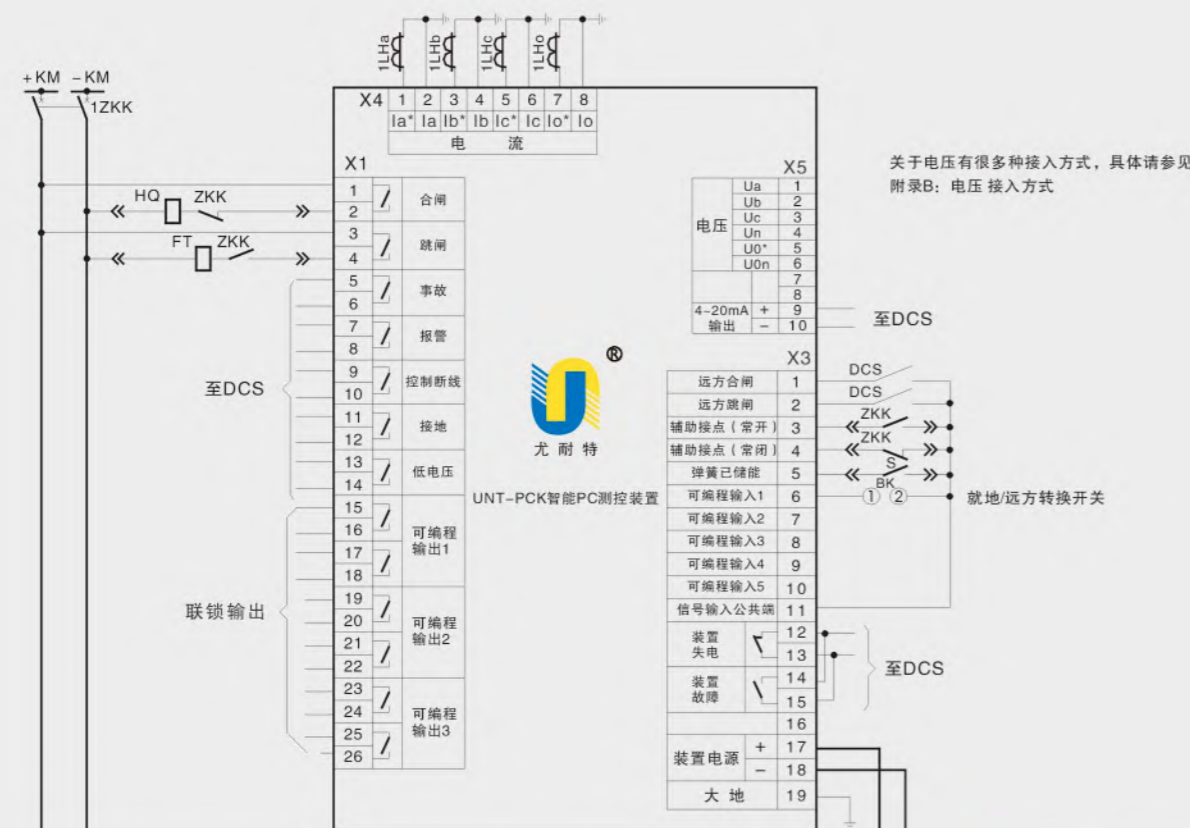 1LHa 1LHb 1LHc 1LHo
+KM -KM
1ZKK
X4 1 2 3 4 5 6 7 8
Ia* Ia Ib* Ib Ic* Ic Io* Io
电 流
X1
1
2
合闸
HQ ZKK
3
4
跳闸
FT ZKK
5
6
事故
7
8
报警
9
10
控制断线
至DCS
11
12
接地
13
14
低电压
15
16
17
18
可编程
输出1
联锁输出
19
20
21
22
可编程
输出2
23
24
25
26
可编程
输出3
®
尤耐特
UNT-PCK智能PC测控装置
关于电压有很多种接入方式，具体请参见
附录B：电压 接入方式
X5
电压
Ua 1
Ub 2
Uc 3
Un 4
U0* 5
U0n 6
7
8
4~20mA + 9
输出 - 10
至DCS
X3
远方合闸 1 DCS
远方跳闸 2 DCS
辅助接点（常开） 3 ZKK
辅助接点（常闭） 4 ZKK
弹簧已储能 5 S
可编程输入1 6 BK ① ② 就地/远方转换开关
可编程输入2 7
可编程输入3 8
可编程输入4 9
可编程输入5 10
信号输入公共端 11
装置
失电
12
13
装置
故障
14
15
至DCS
16
装置电源
+ 17
- 18
大 地 19